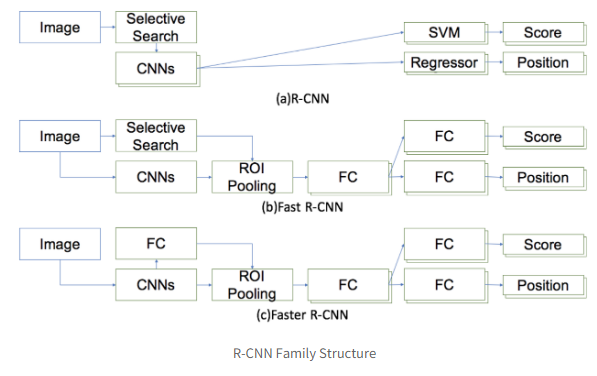 Image
Selective
Search
SVM
Score
CNNs
Regressor
Position
(a)R-CNN
Image
Selective
Search
FC
Score
CNNs
ROI
Pooling
FC
FC
Position
(b)Fast R-CNN
Image
FC
FC
Score
CNNs
ROI
Pooling
FC
FC
Position
(c)Faster R-CNN
R-CNN Family Structure